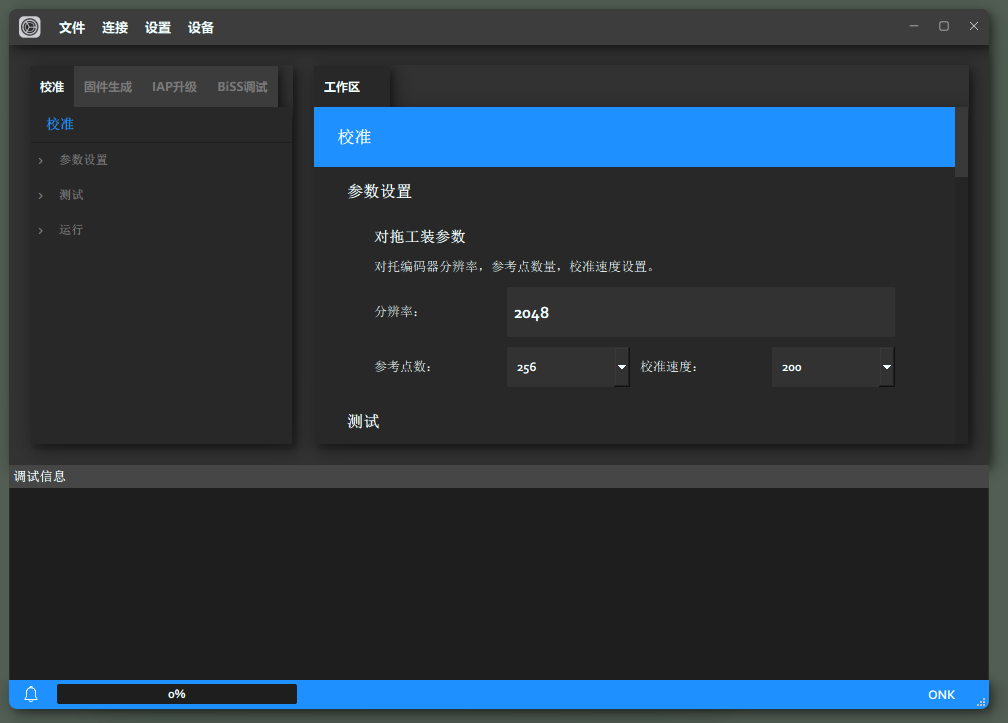 文件 连接 设置 设备
校准 固件生成 IAP升级 BiSS调试
校准
参数设置
测试
运行
工作区
校准
参数设置
对拖工装参数
对托编码器分辨率，参考点数量，校准速度设置。
分辨率：
2048
参考点数：
256
校准速度：
200
测试
调试信息
0%
ONK